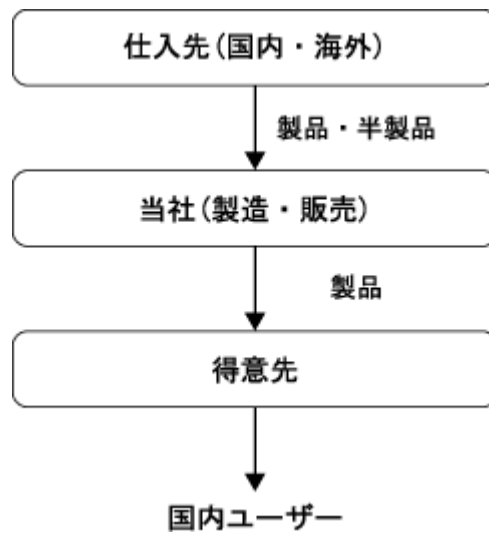 仕入先(国内・海外)
製品・半製品
当社(製造・販売)
製品
得意先
国内ユーザー